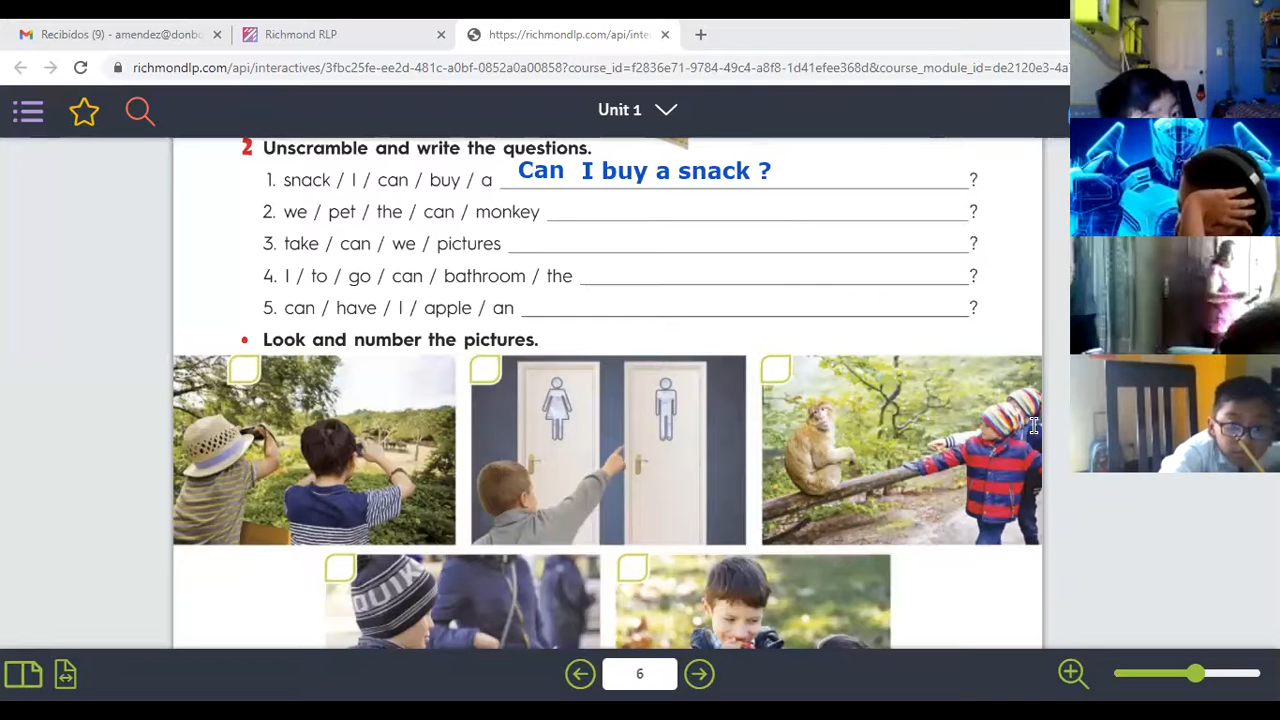 Recibidos (9) - amendez@donbo
Richmond RLP
https://richmondlp.com/api/inte
richmondlp.com/api/interactives/3fbc25fe-ee2d-481c-a0bf-0852a0b00858?course_id=f2836e71-9784-49c4-a8f8-1d41efee368d&course_module_id=de2120e3-4a7
Unit 1
2 Unscramble and write the questions.
Can I buy a snack ?
1. snack / I / can / buy / a ?
2. we / pet / the / can / monkey ?
3. take / can / we / pictures ?
4. I / to / go / can / bathroom / the ?
5. can / have / I / apple / an ?
• Look and number the pictures.
QUIK
6